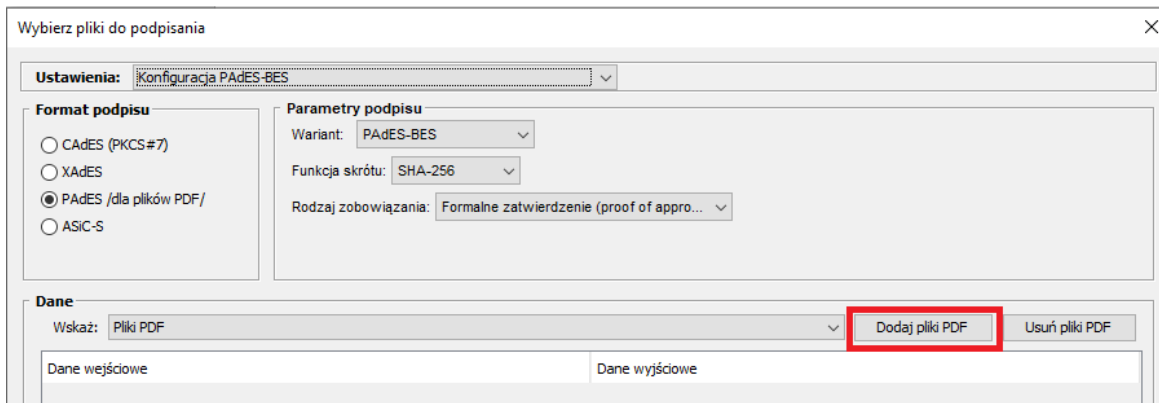 Wybierz pliki do podpisania
Ustawienia: Konfiguracja PAdES-BES
Format podpisu
CAdES (PKCS#7)
XAdES
PAdES /dla plików PDF/
ASiC-S
Parametry podpisu
Wariant: PAdES-BES
Funkcja skrótu: SHA-256
Rodzaj zobowiązania: Formalne zatwierdzenie (proof of appro...
Dane
Wskaż: Pliki PDF Dodaj pliki PDF Usuń pliki PDF
Dane wejściowe Dane wyjściowe